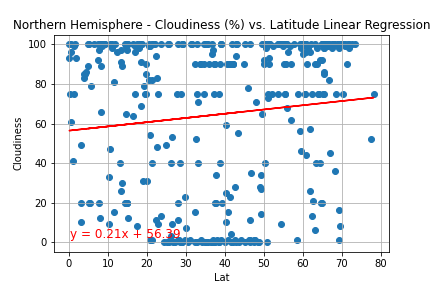 Northern Hemisphere - Cloudiness (%) vs. Latitude Linear Regression
100
80
60
40
20
0
Cloudiness
y = 0.21x + 56.39
0 10 20 30 40 50 60 70 80
Lat